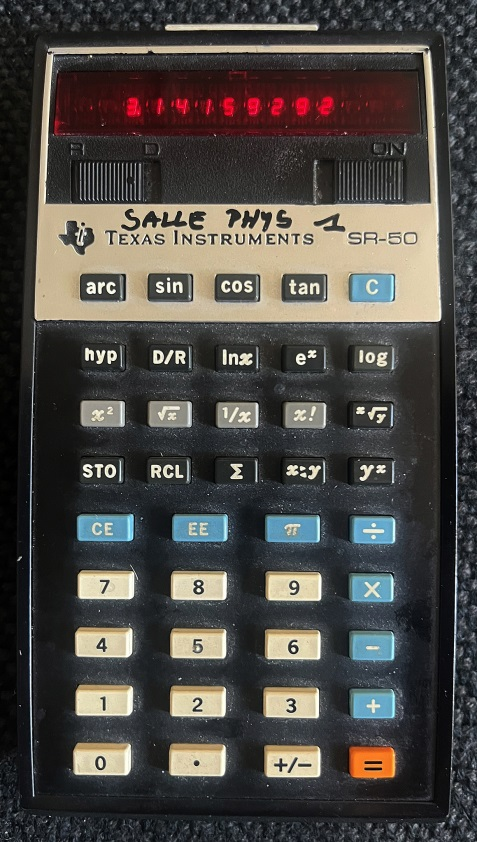 3.14159292
R D ON
SALLE PHYS 1
TEXAS INSTRUMENTS SR-50
arc sin cos tan C
hyp D/R lnx eˣ log
x² √x 1/x x! ˣ√y
STO RCL Σ x:y yˣ
CE EE π ÷
7 8 9 ×
4 5 6 −
1 2 3 +
0 . +/− =